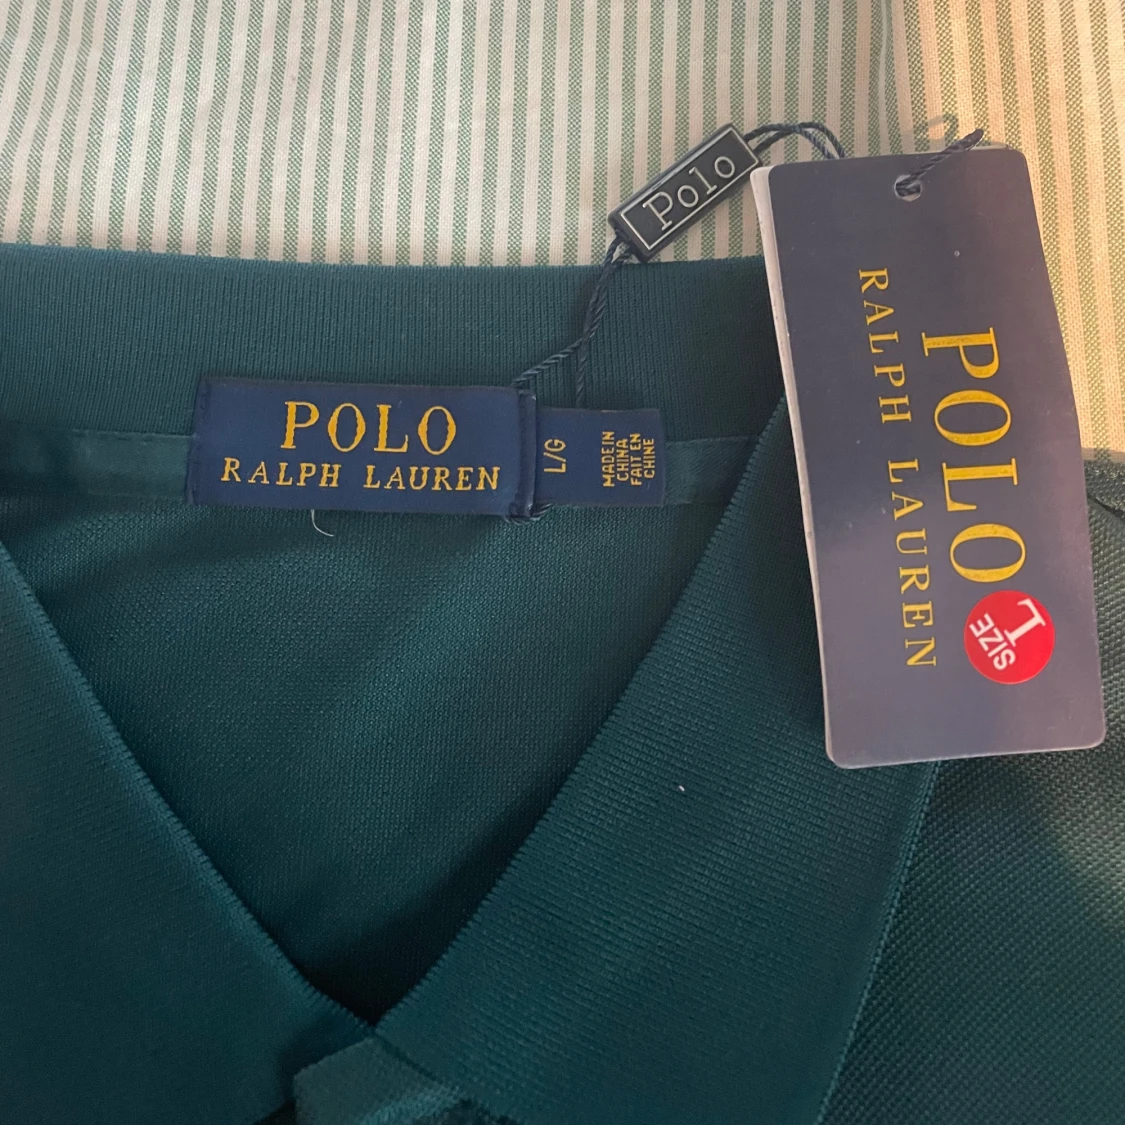 Polo
POLO
RALPH LAUREN
L/G
MADE IN
CHINA
FAIT EN
CHINE
POLO
RALPH LAUREN
L
SIZE